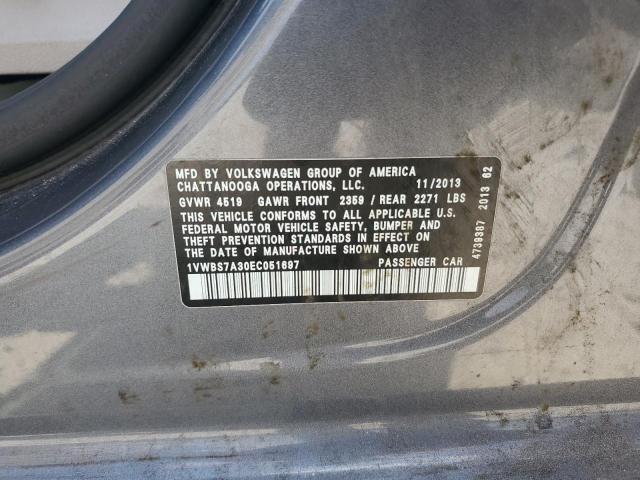 MFD BY VOLKSWAGEN GROUP OF AMERICA
CHATTANOOGA OPERATIONS, LLC. 11/2013
GVWR 4519 GAWR FRONT 2359 / REAR 2271 LBS
THIS VEHICLE CONFORMS TO ALL APPLICABLE U.S.
FEDERAL MOTOR VEHICLE SAFETY, BUMPER AND
THEFT PREVENTION STANDARDS IN EFFECT ON
THE DATE OF MANUFACTURE SHOWN ABOVE
1VWBS7A30EC051697 PASSENGER CAR
4739387 2013 62